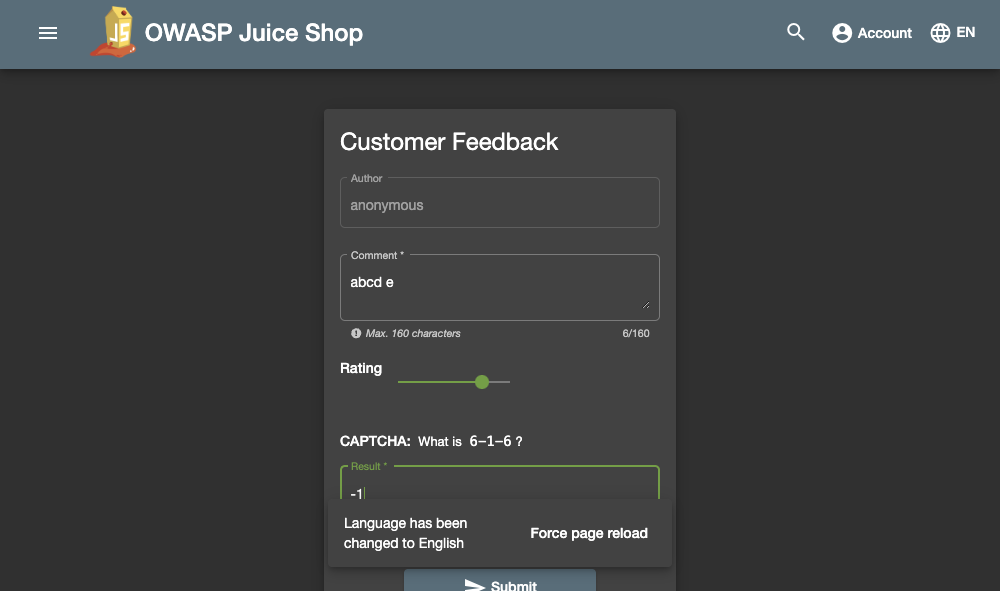 JS
OWASP Juice Shop
Account
EN
Customer Feedback
Author
anonymous
Comment *
abcd e
Max. 160 characters
6/160
Rating
CAPTCHA: What is 6−1−6 ?
Result *
-1
Language has been
changed to English
Force page reload
Submit